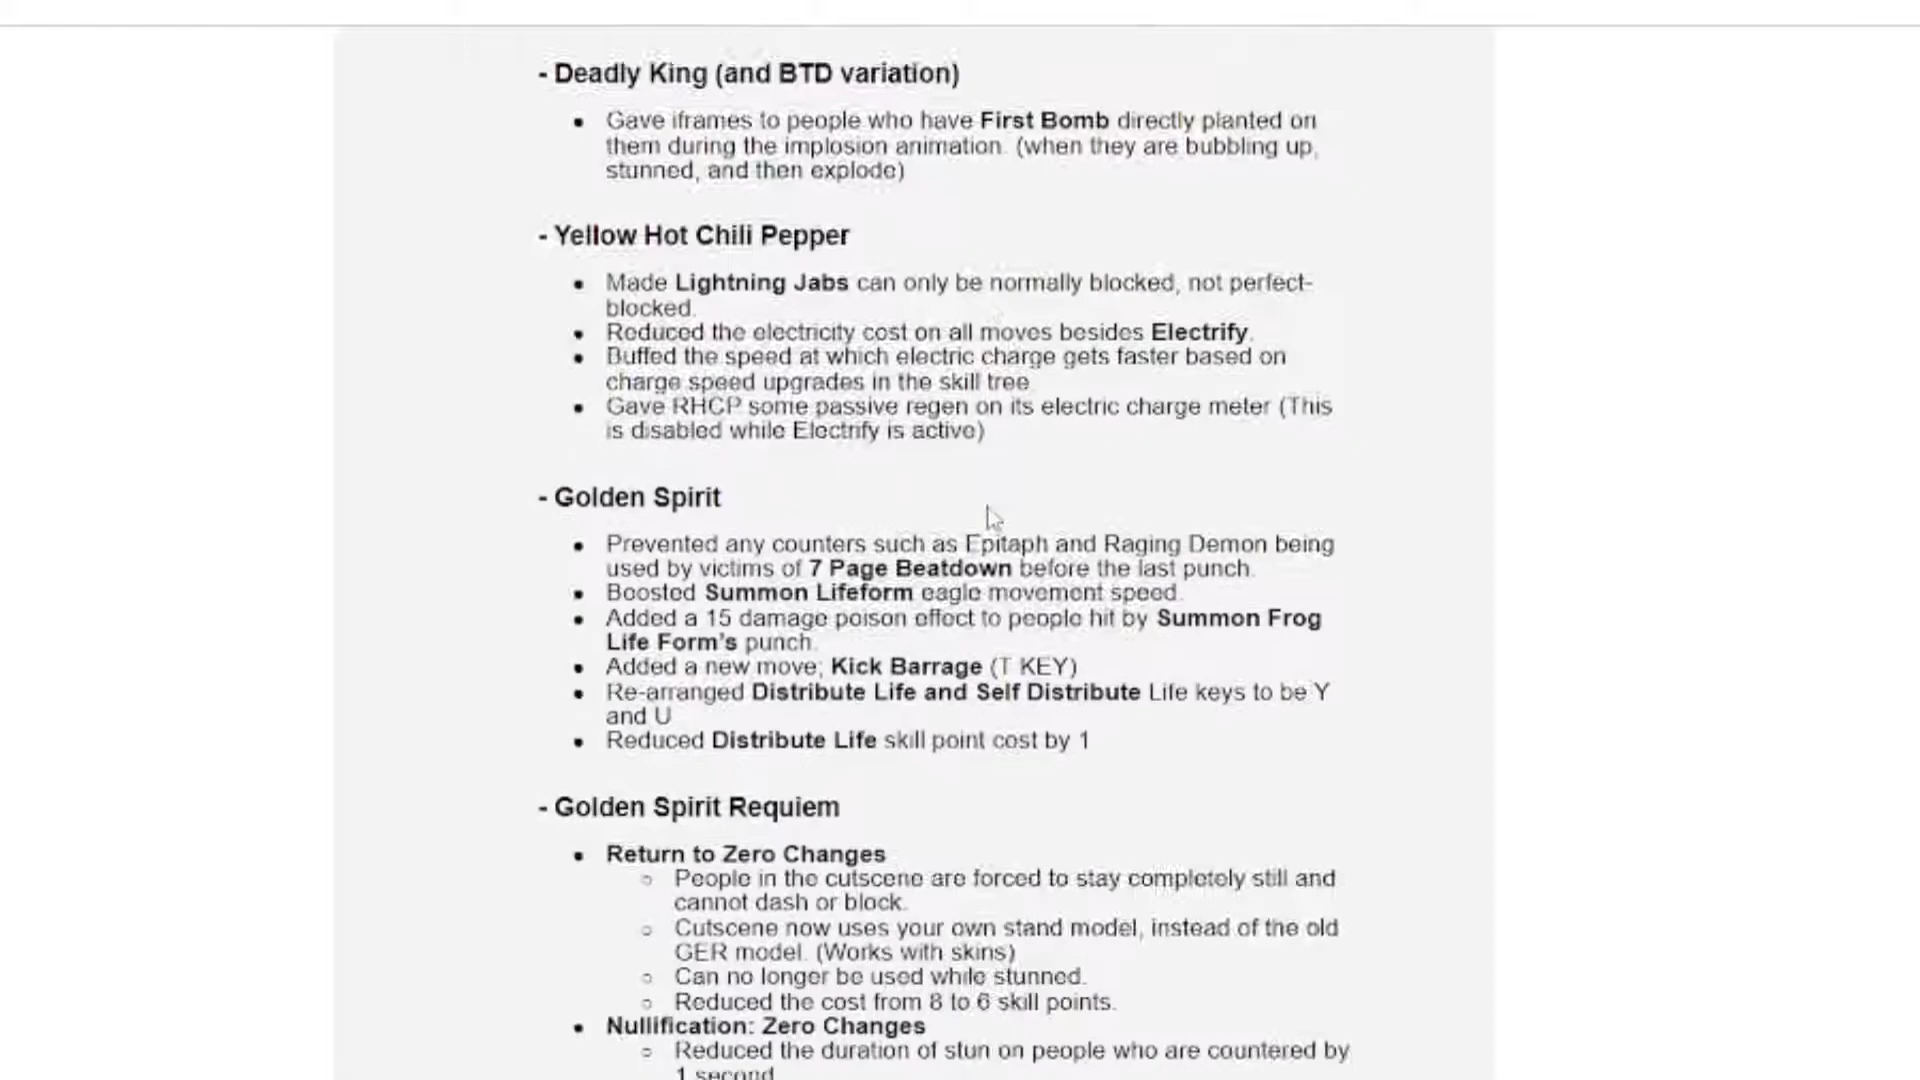 - Deadly King (and BTD variation)
• Gave iframes to people who have First Bomb directly planted on
them during the implosion animation. (when they are bubbling up,
stunned, and then explode)
- Yellow Hot Chili Pepper
• Made Lightning Jabs can only be normally blocked, not perfect-
blocked.
• Reduced the electricity cost on all moves besides Electrify.
• Buffed the speed at which electric charge gets faster based on
charge speed upgrades in the skill tree.
• Gave RHCP some passive regen on its electric charge meter (This
is disabled while Electrify is active)
- Golden Spirit
• Prevented any counters such as Epitaph and Raging Demon being
used by victims of 7 Page Beatdown before the last punch.
• Boosted Summon Lifeform eagle movement speed.
• Added a 15 damage poison effect to people hit by Summon Frog
Life Form's punch.
• Added a new move; Kick Barrage (T KEY)
• Re-arranged Distribute Life and Self Distribute Life keys to be Y
and U
• Reduced Distribute Life skill point cost by 1
- Golden Spirit Requiem
• Return to Zero Changes
○ People in the cutscene are forced to stay completely still and
cannot dash or block.
○ Cutscene now uses your own stand model, instead of the old
GER model. (Works with skins)
○ Can no longer be used while stunned.
○ Reduced the cost from 8 to 6 skill points.
• Nullification: Zero Changes
○ Reduced the duration of stun on people who are countered by
1 second